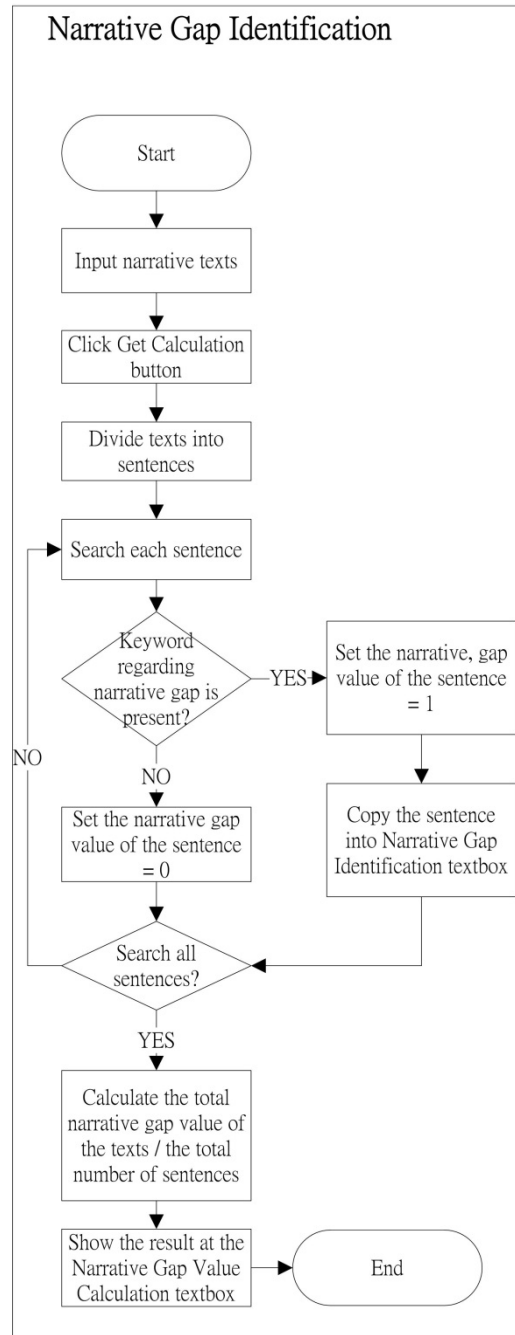 Narrative Gap Identification
Start
Input narrative texts
Click Get Calculation
button
Divide texts into
sentences
Search each sentence
Keyword
regarding
narrative gap is
present?
YES
Set the narrative, gap
value of the sentence
= 1
Copy the sentence
into Narrative Gap
Identification textbox
NO
NO
Set the narrative gap
value of the sentence
= 0
Search all
sentences?
YES
Calculate the total
narrative gap value of
the texts / the total
number of sentences
Show the result at the
Narrative Gap Value
Calculation textbox
End